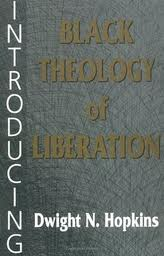 INTRODUCING
BLACK
THEOLOGY of
LIBERATION
Dwight N. Hopkins